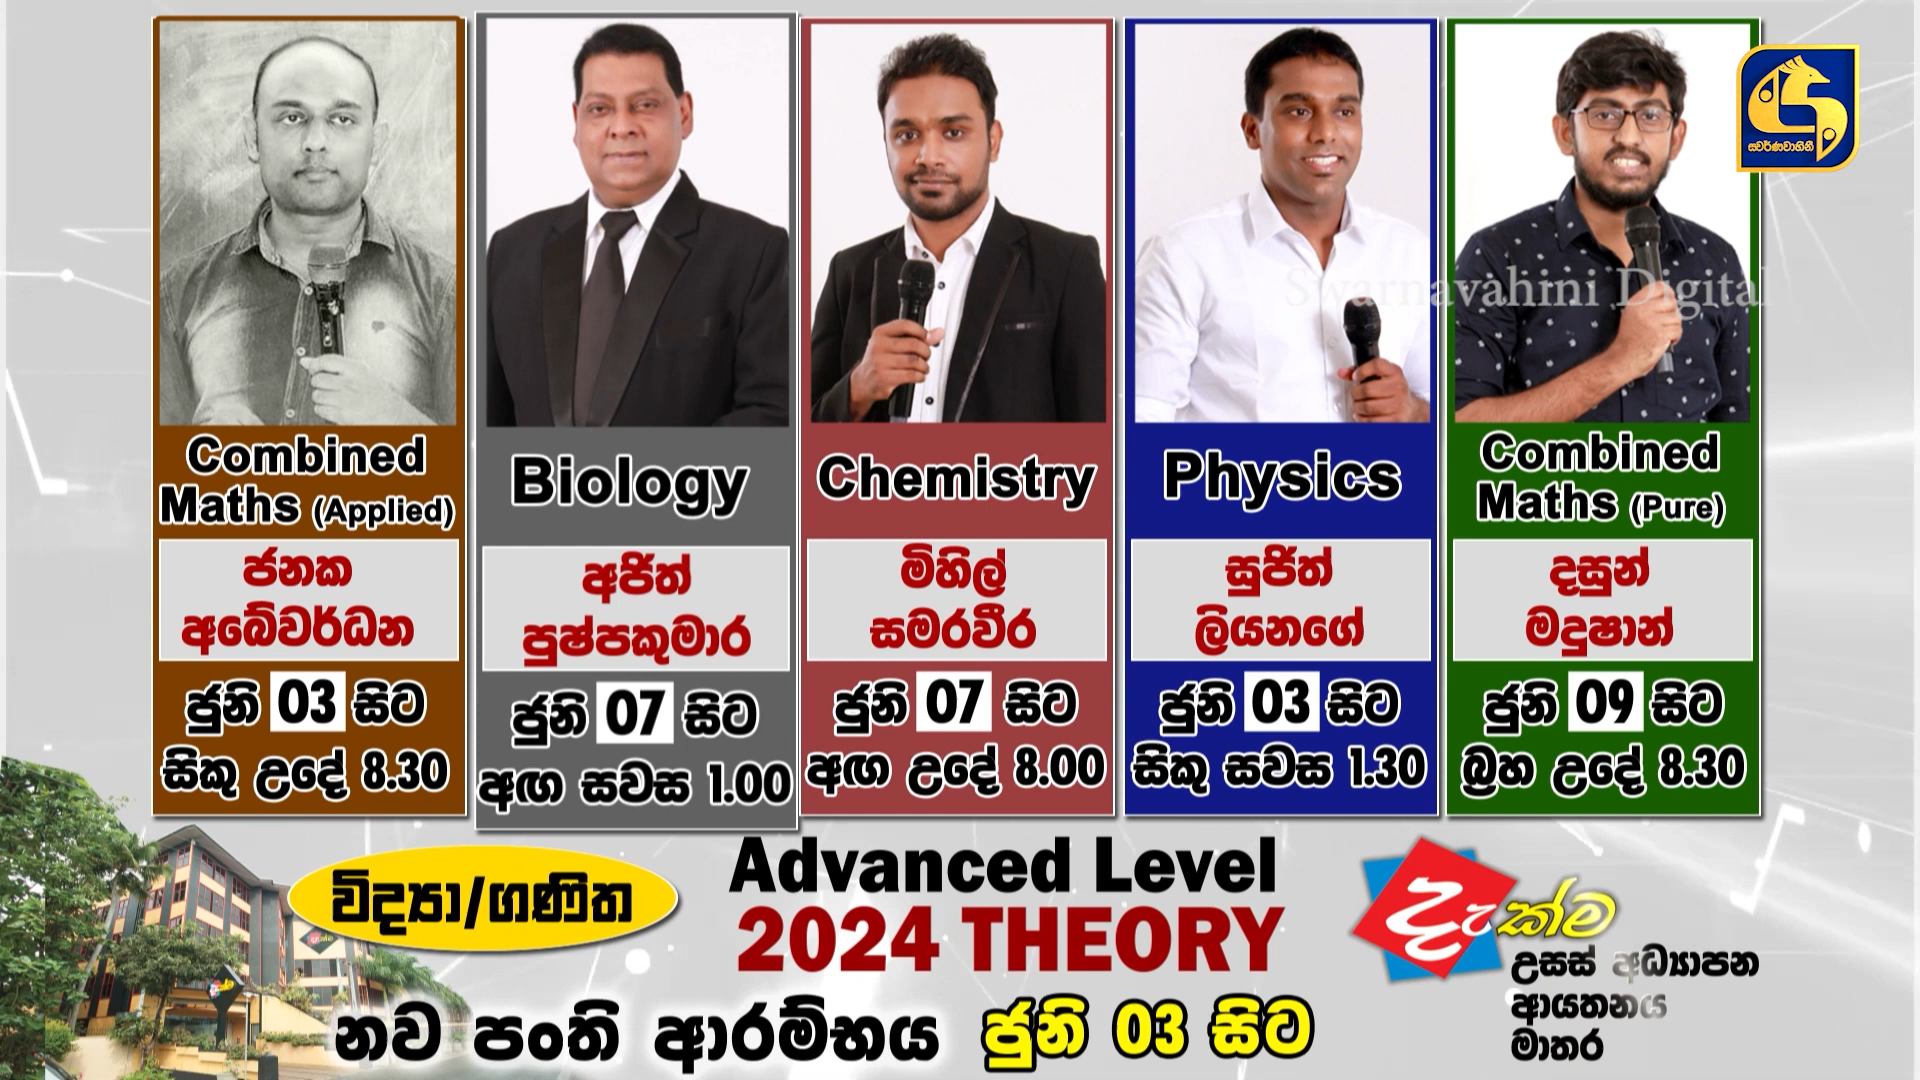 Combined
Maths (Applied)
ජනක
අබේවර්ධන
ජුනි 03 සිට
සිකු උදේ 8.30
Biology
අජිත්
පුෂ්පකුමාර
ජුනි 07 සිට
අඟ සවස 1.00
Chemistry
මිහිල්
සමරවීර
ජුනි 07 සිට
අඟ උදේ 8.00
Physics
සුජිත්
ලියනගේ
ජුනි 03 සිට
සිකු සවස 1.30
Combined
Maths (Pure)
දසුන්
මදුෂාන්
ජුනි 09 සිට
බ්‍රහ උදේ 8.30
ස්වර්ණවාහිනී
Swarnavahini Digital
විද්‍යා/ගණිත
Advanced Level
2024 THEORY
නව පංති ආරම්භය ජුනි 03 සිට
දැක්ම
උසස් අධ්‍යාපන
ආයතනය
මාතර